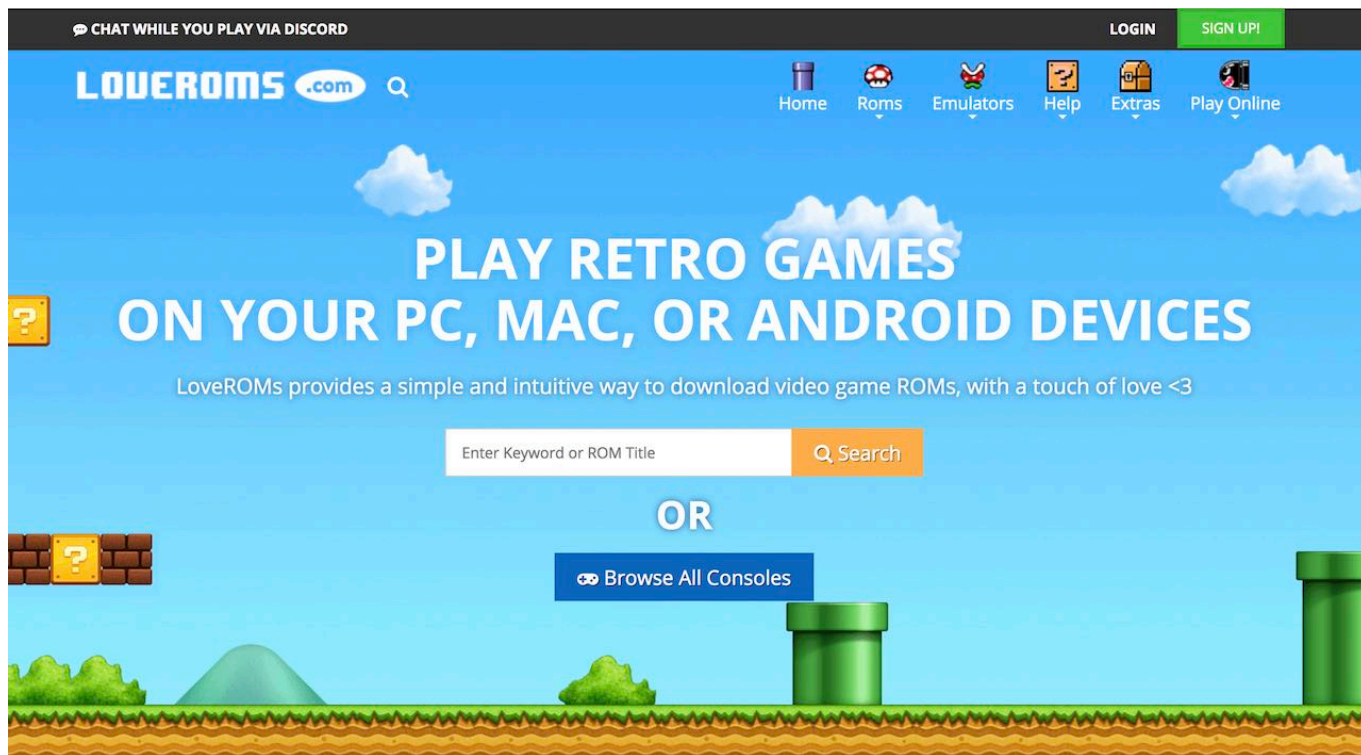 CHAT WHILE YOU PLAY VIA DISCORD
LOGIN
SIGN UP!
LOVEROMS .com
Home
Roms
Emulators
Help
Extras
Play Online
PLAY RETRO GAMES
ON YOUR PC, MAC, OR ANDROID DEVICES
LoveROMs provides a simple and intuitive way to download video game ROMs, with a touch of love <3
Enter Keyword or ROM Title
Search
OR
Browse All Consoles
?
?
?